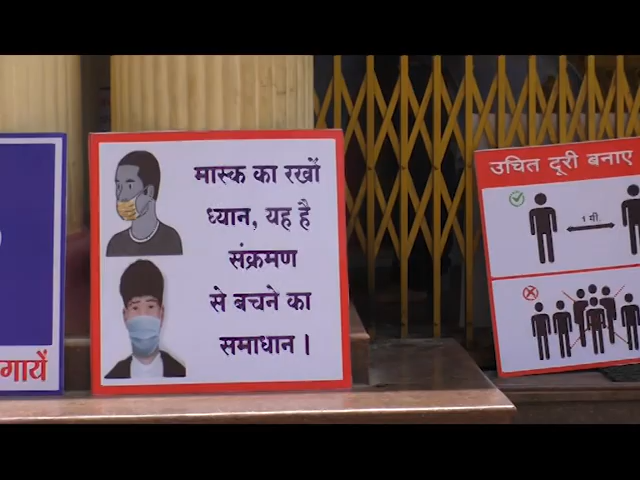 मास्क का रखों
ध्यान, यह है
संक्रमण
से बचने का
समाधान ।
उचित दूरी बनाए
1 मी
गायें